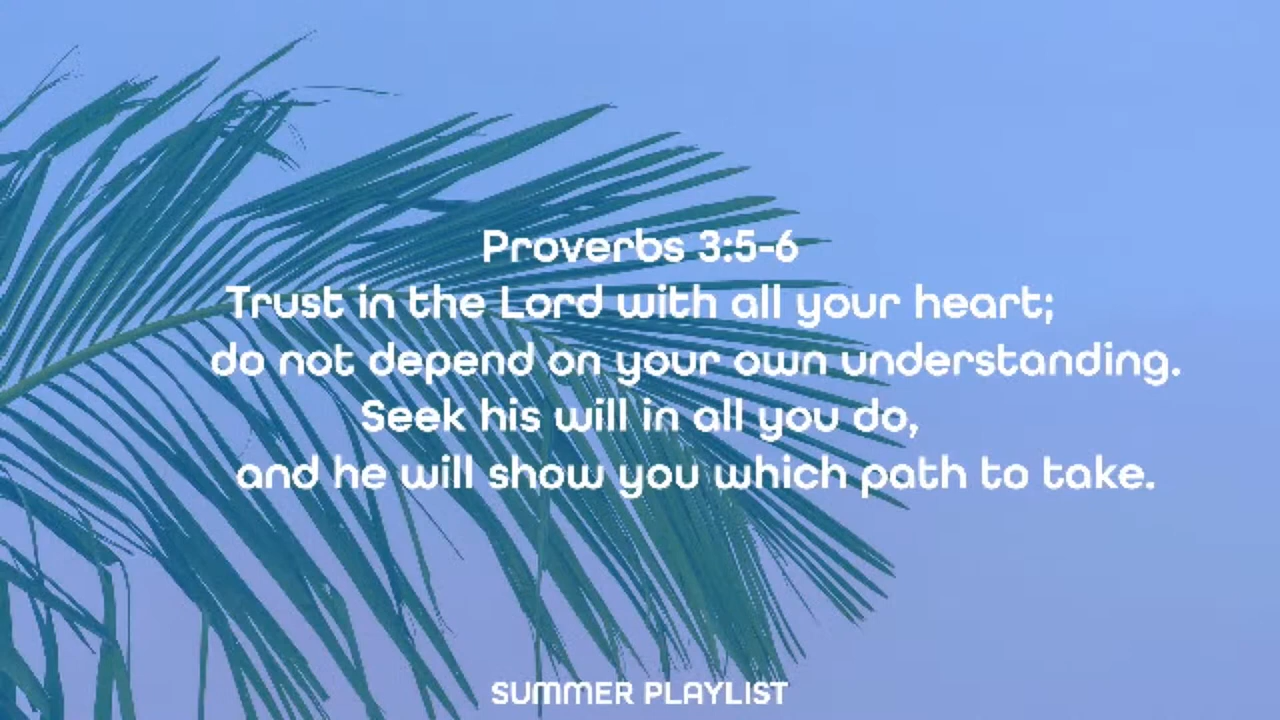 Proverbs 3:5-6
Trust in the Lord with all your heart;
do not depend on your own understanding.
Seek his will in all you do,
and he will show you which path to take.
SUMMER PLAYLIST